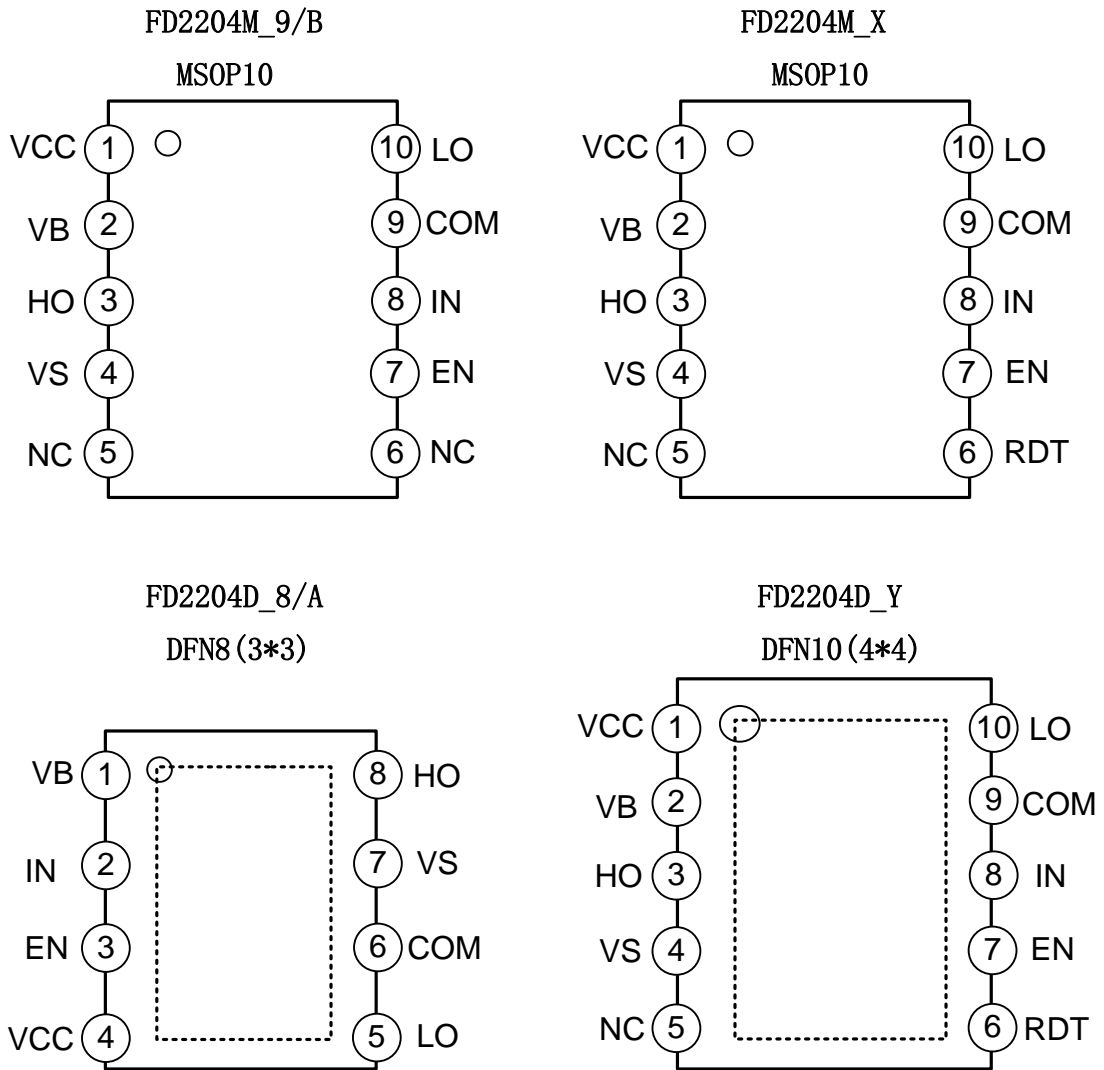 FD2204M_9/B
MSOP10
VCC 1 10 LO
VB 2 9 COM
HO 3 8 IN
VS 4 7 EN
NC 5 6 NC
FD2204M_X
MSOP10
VCC 1 10 LO
VB 2 9 COM
HO 3 8 IN
VS 4 7 EN
NC 5 6 RDT
FD2204D_8/A
DFN8(3*3)
VB 1 8 HO
IN 2 7 VS
EN 3 6 COM
VCC 4 5 LO
FD2204D_Y
DFN10(4*4)
VCC 1 10 LO
VB 2 9 COM
HO 3 8 IN
VS 4 7 EN
NC 5 6 RDT